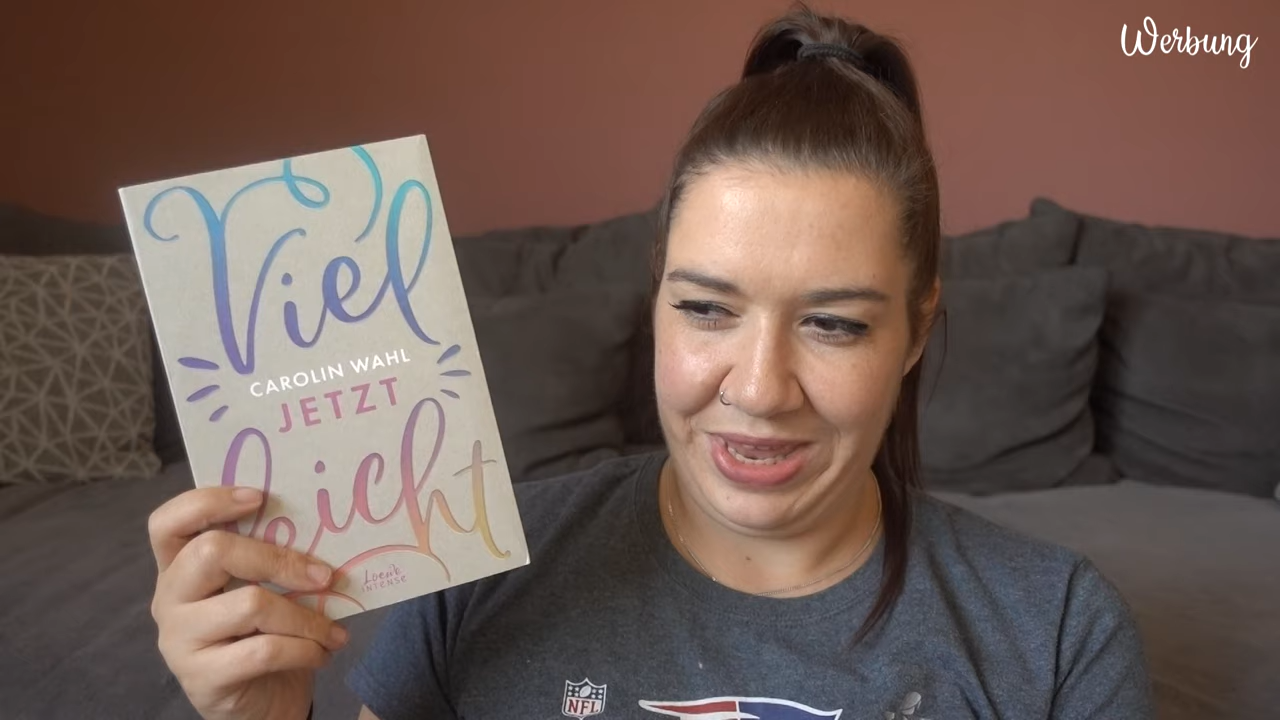 Werbung
Viel
CAROLIN WAHL
JETZT
leicht
Loewe
INTENSE
NFL